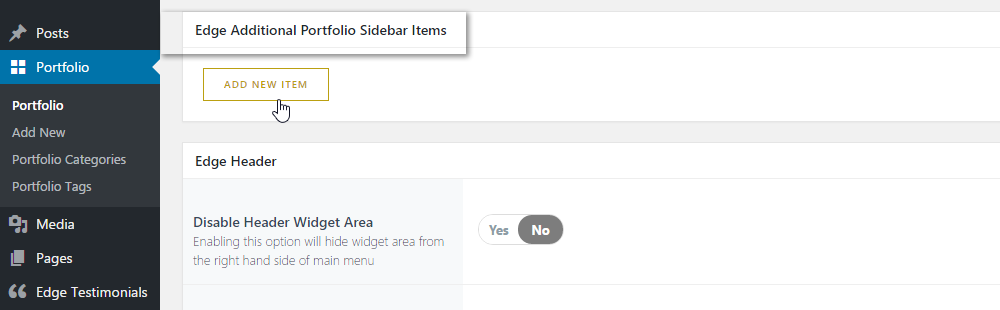 Posts
Portfolio
Portfolio
Add New
Portfolio Categories
Portfolio Tags
Media
Pages
Edge Testimonials
Edge Additional Portfolio Sidebar Items
ADD NEW ITEM
Edge Header
Disable Header Widget Area
Enabling this option will hide widget area from
the right hand side of main menu
Yes No